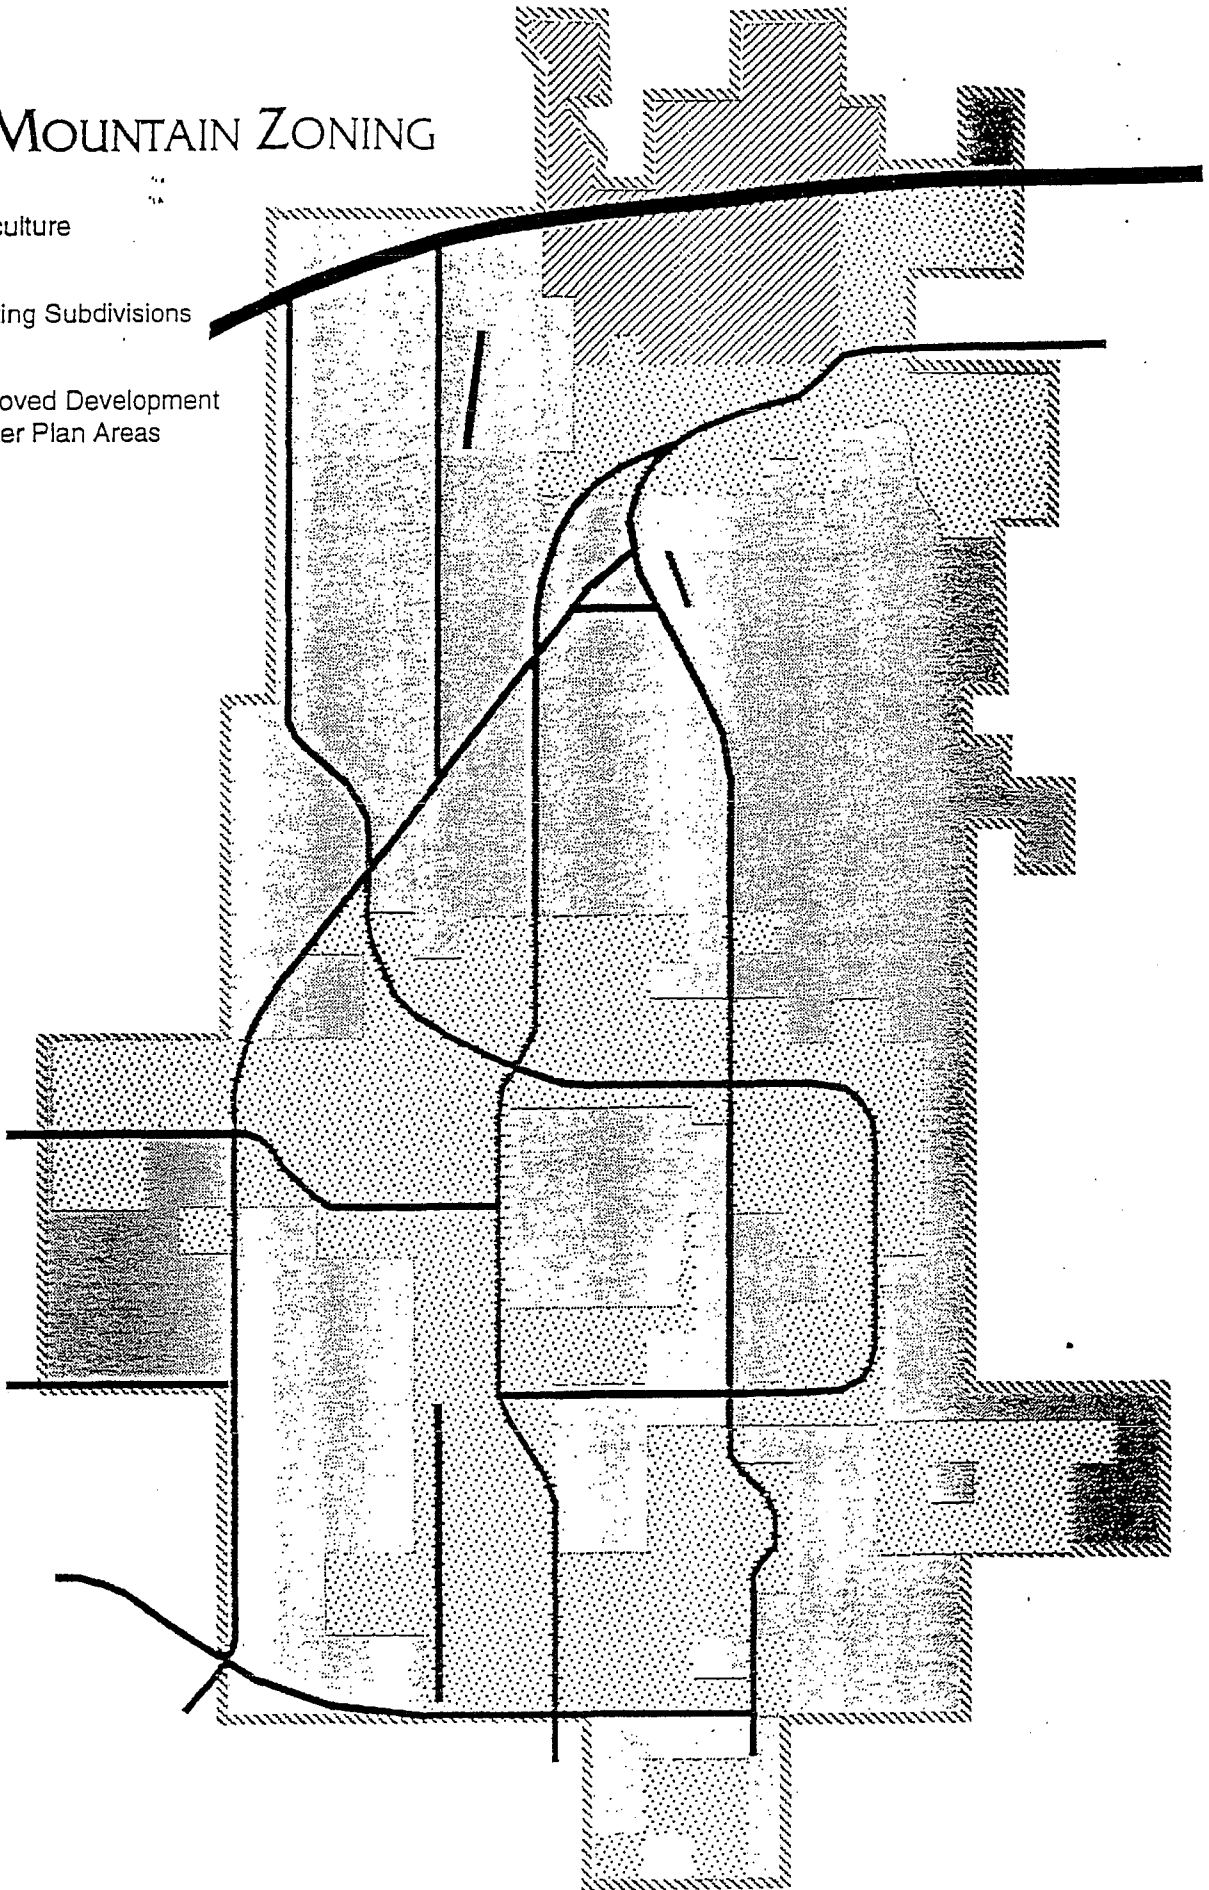 MOUNTAIN ZONING
culture
ing Subdivisions
oved Development
er Plan Areas